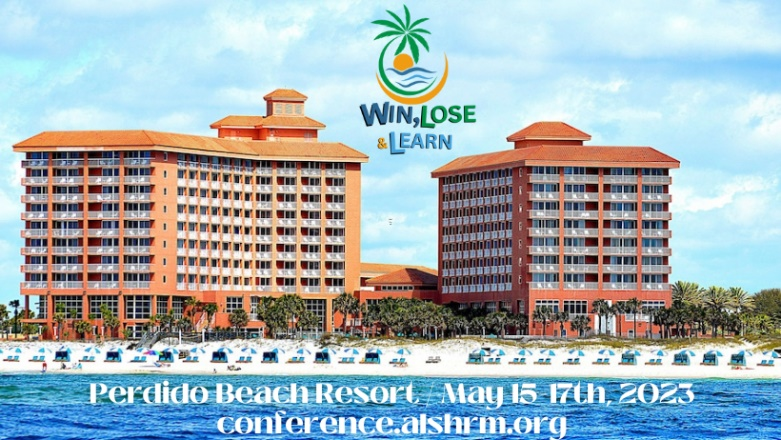 WIN, LOSE
& LEARN
Perdido Beach Resort / May 15-17th, 2023
conference.alshrm.org